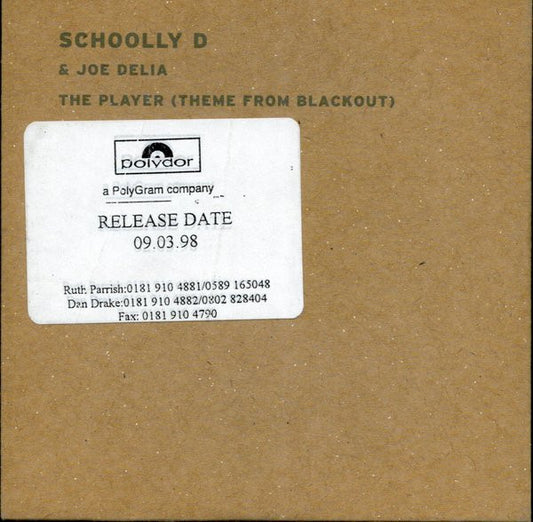 SCHOOLLY D
& JOE DELIA
THE PLAYER (THEME FROM BLACKOUT)
polydor
a PolyGram company
RELEASE DATE
09.03.98
Ruth Parrish:0181 910 4881/0589 165048
Dan Drake:0181 910 4882/0802 828404
Fax: 0181 910 4790